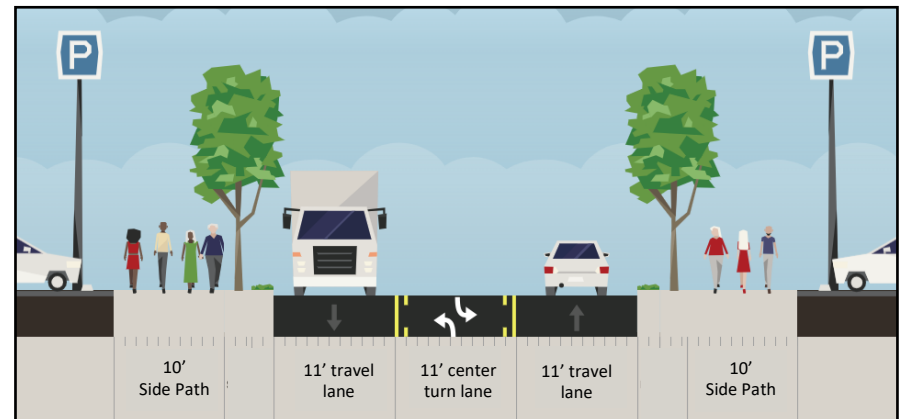 P
P
10’
Side Path
11’ travel
lane
11’ center
turn lane
11’ travel
lane
10’
Side Path